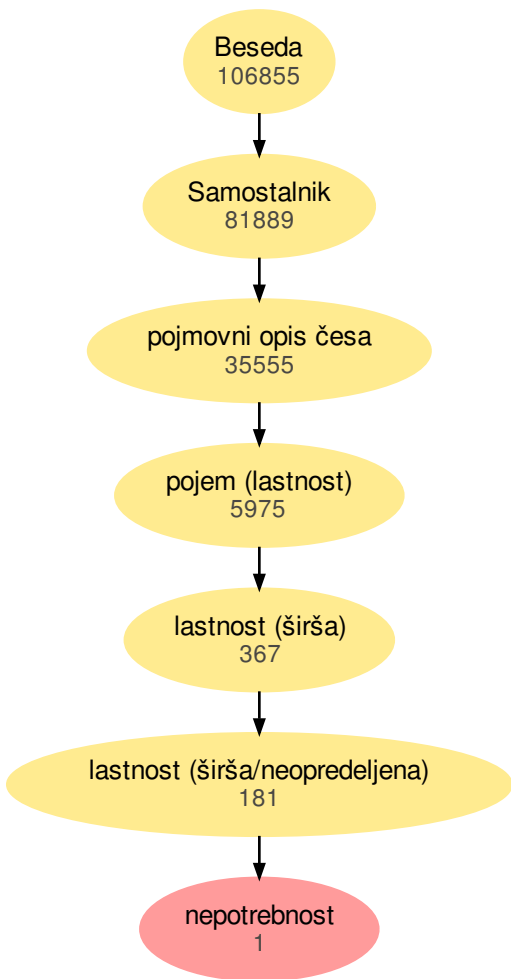 Beseda
106855
Samostalnik
81889
pojmovni opis česa
35555
pojem (lastnost)
5975
lastnost (širša)
367
lastnost (širša/neopredeljena)
181
nepotrebnost
1